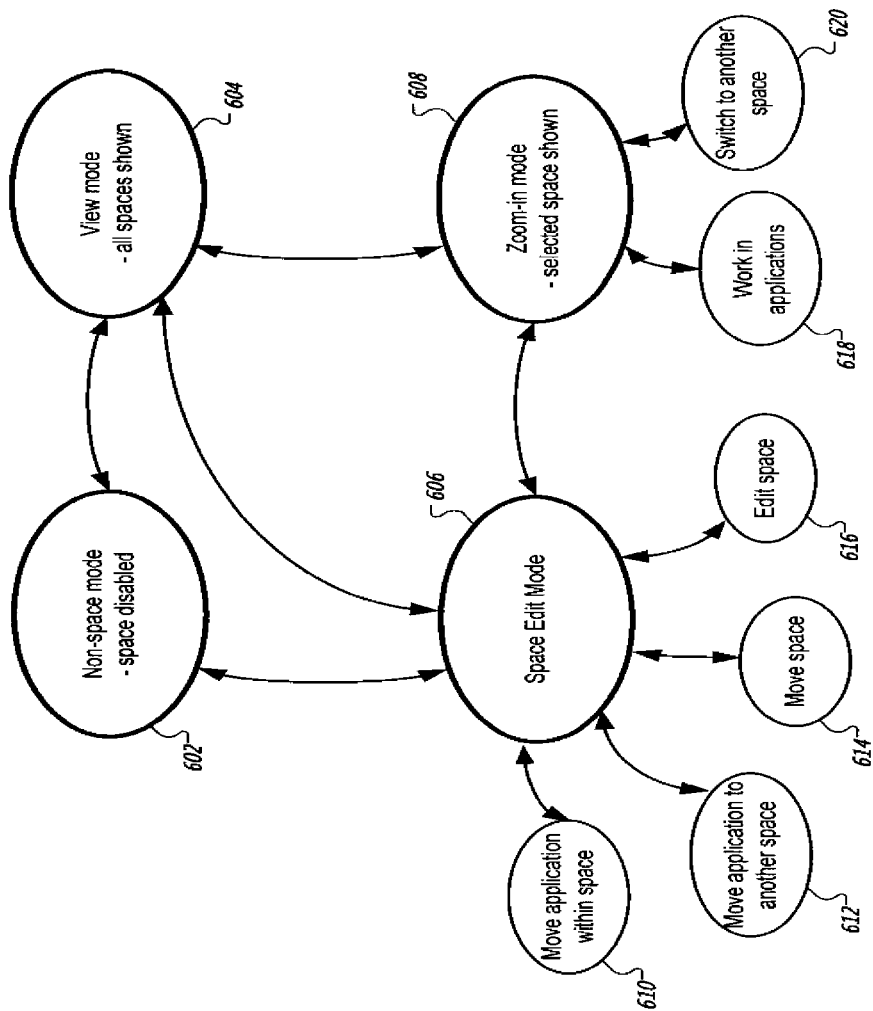 602
Non-space mode
- space disabled
604
View mode
- all spaces shown
606
Space Edit Mode
608
Zoom-in mode
- selected space shown
610
Move application
within space
612
Move application to
another space
614
Move space
616
Edit space
618
Work in
applications
620
Switch to another
space